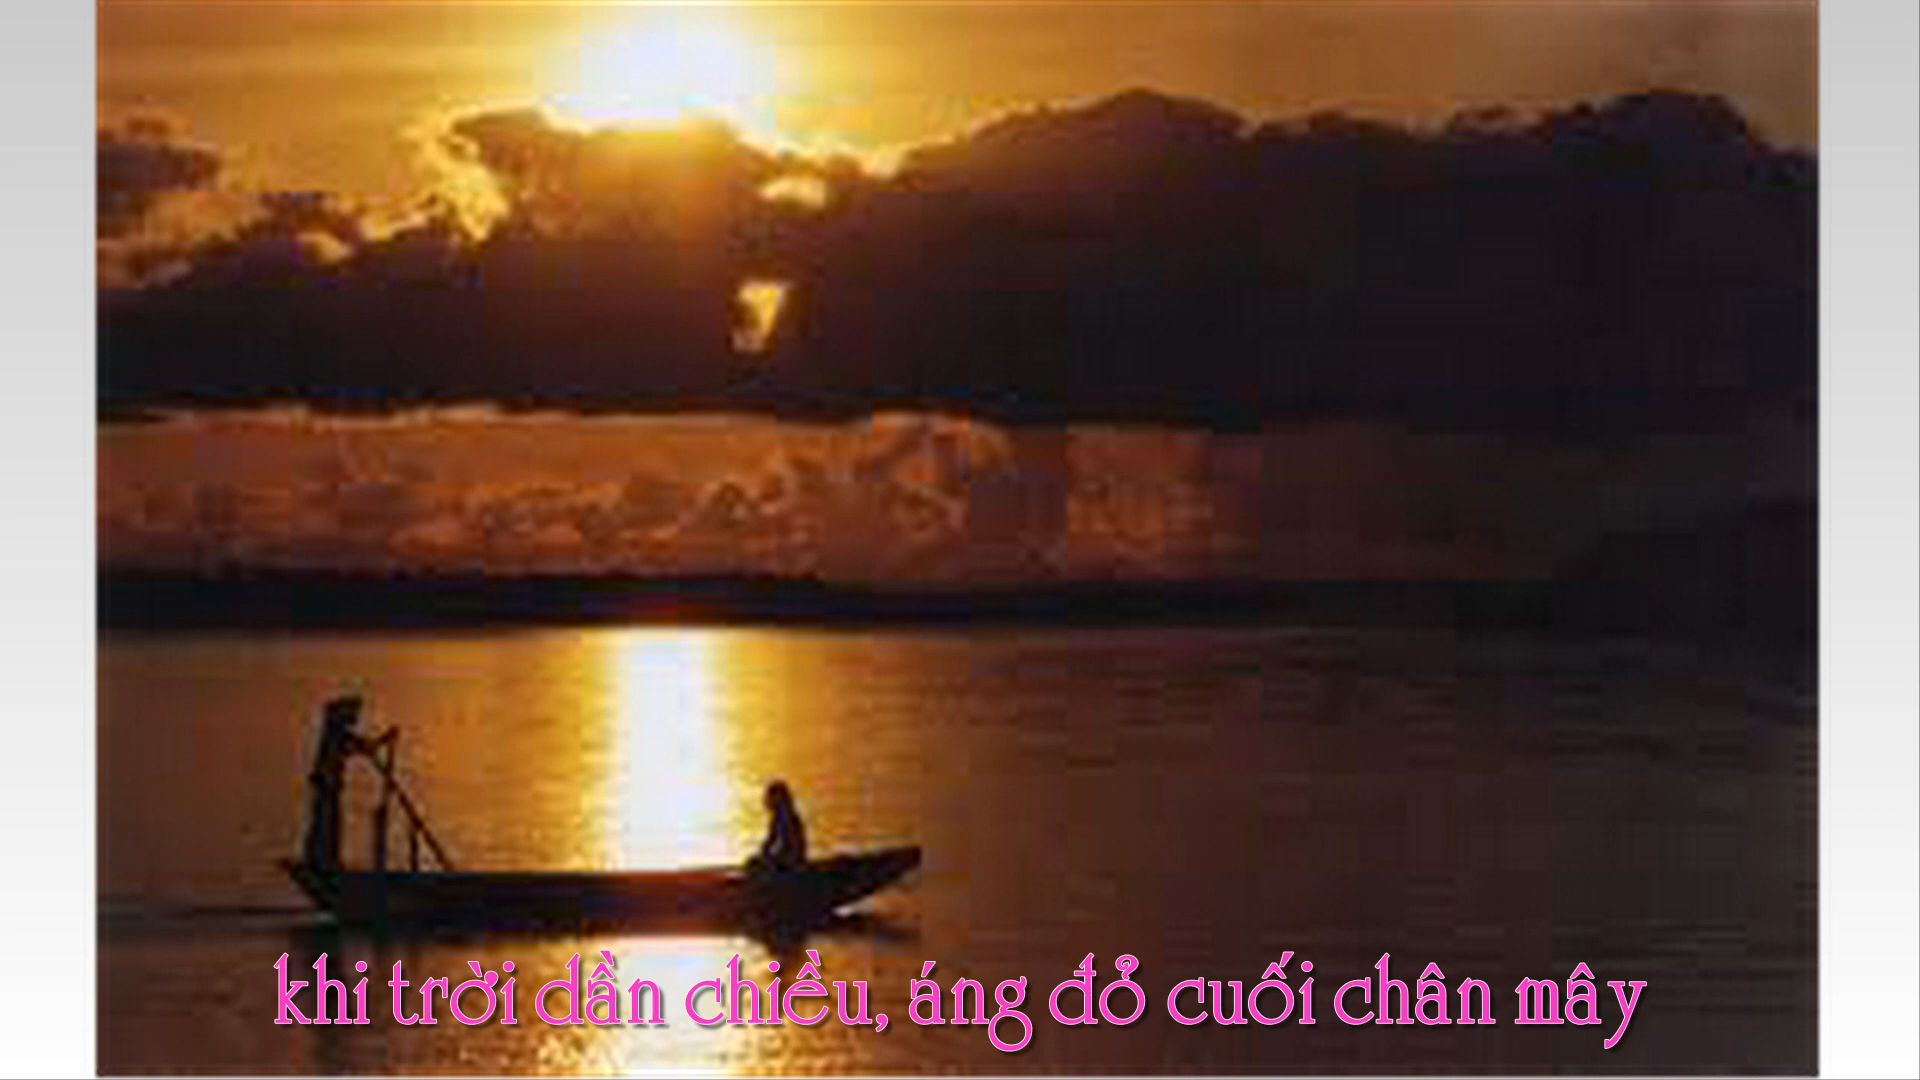 khi trời dần chiều, áng đỏ cuối chân mây